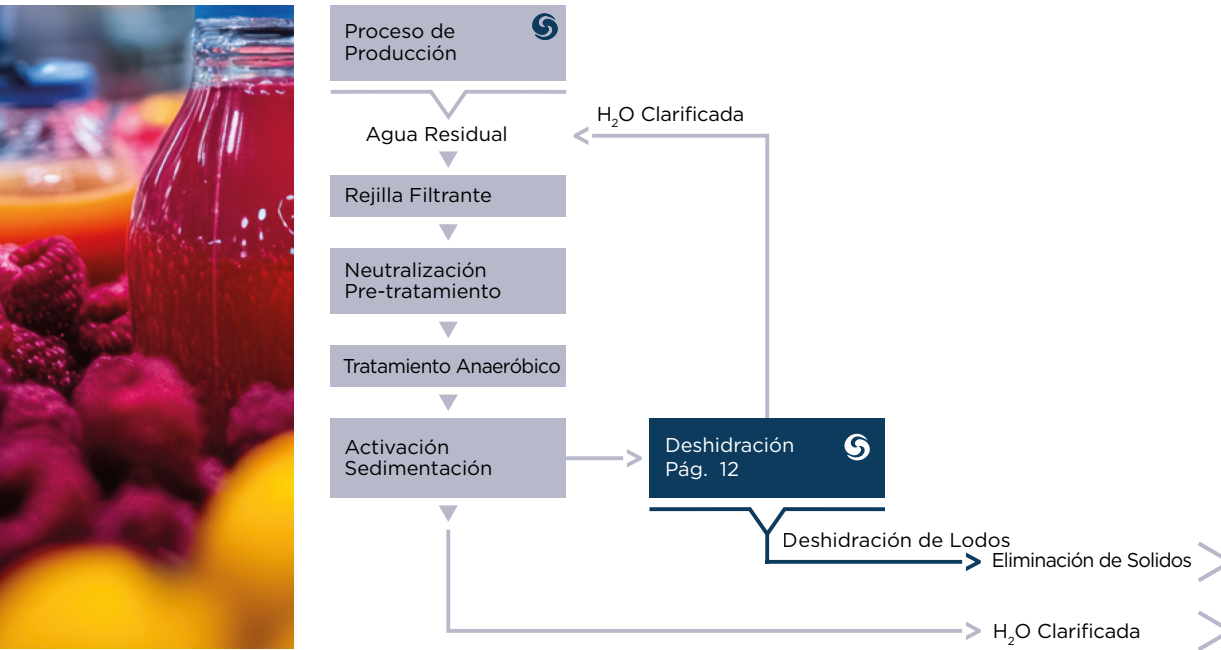 Proceso de
Producción
H₂O Clarificada
Agua Residual
Rejilla Filtrante
Neutralización
Pre-tratamiento
Tratamiento Anaeróbico
Activación
Sedimentación
Deshidración
Pág. 12
Deshidración de Lodos
Eliminación de Solidos
H₂O Clarificada